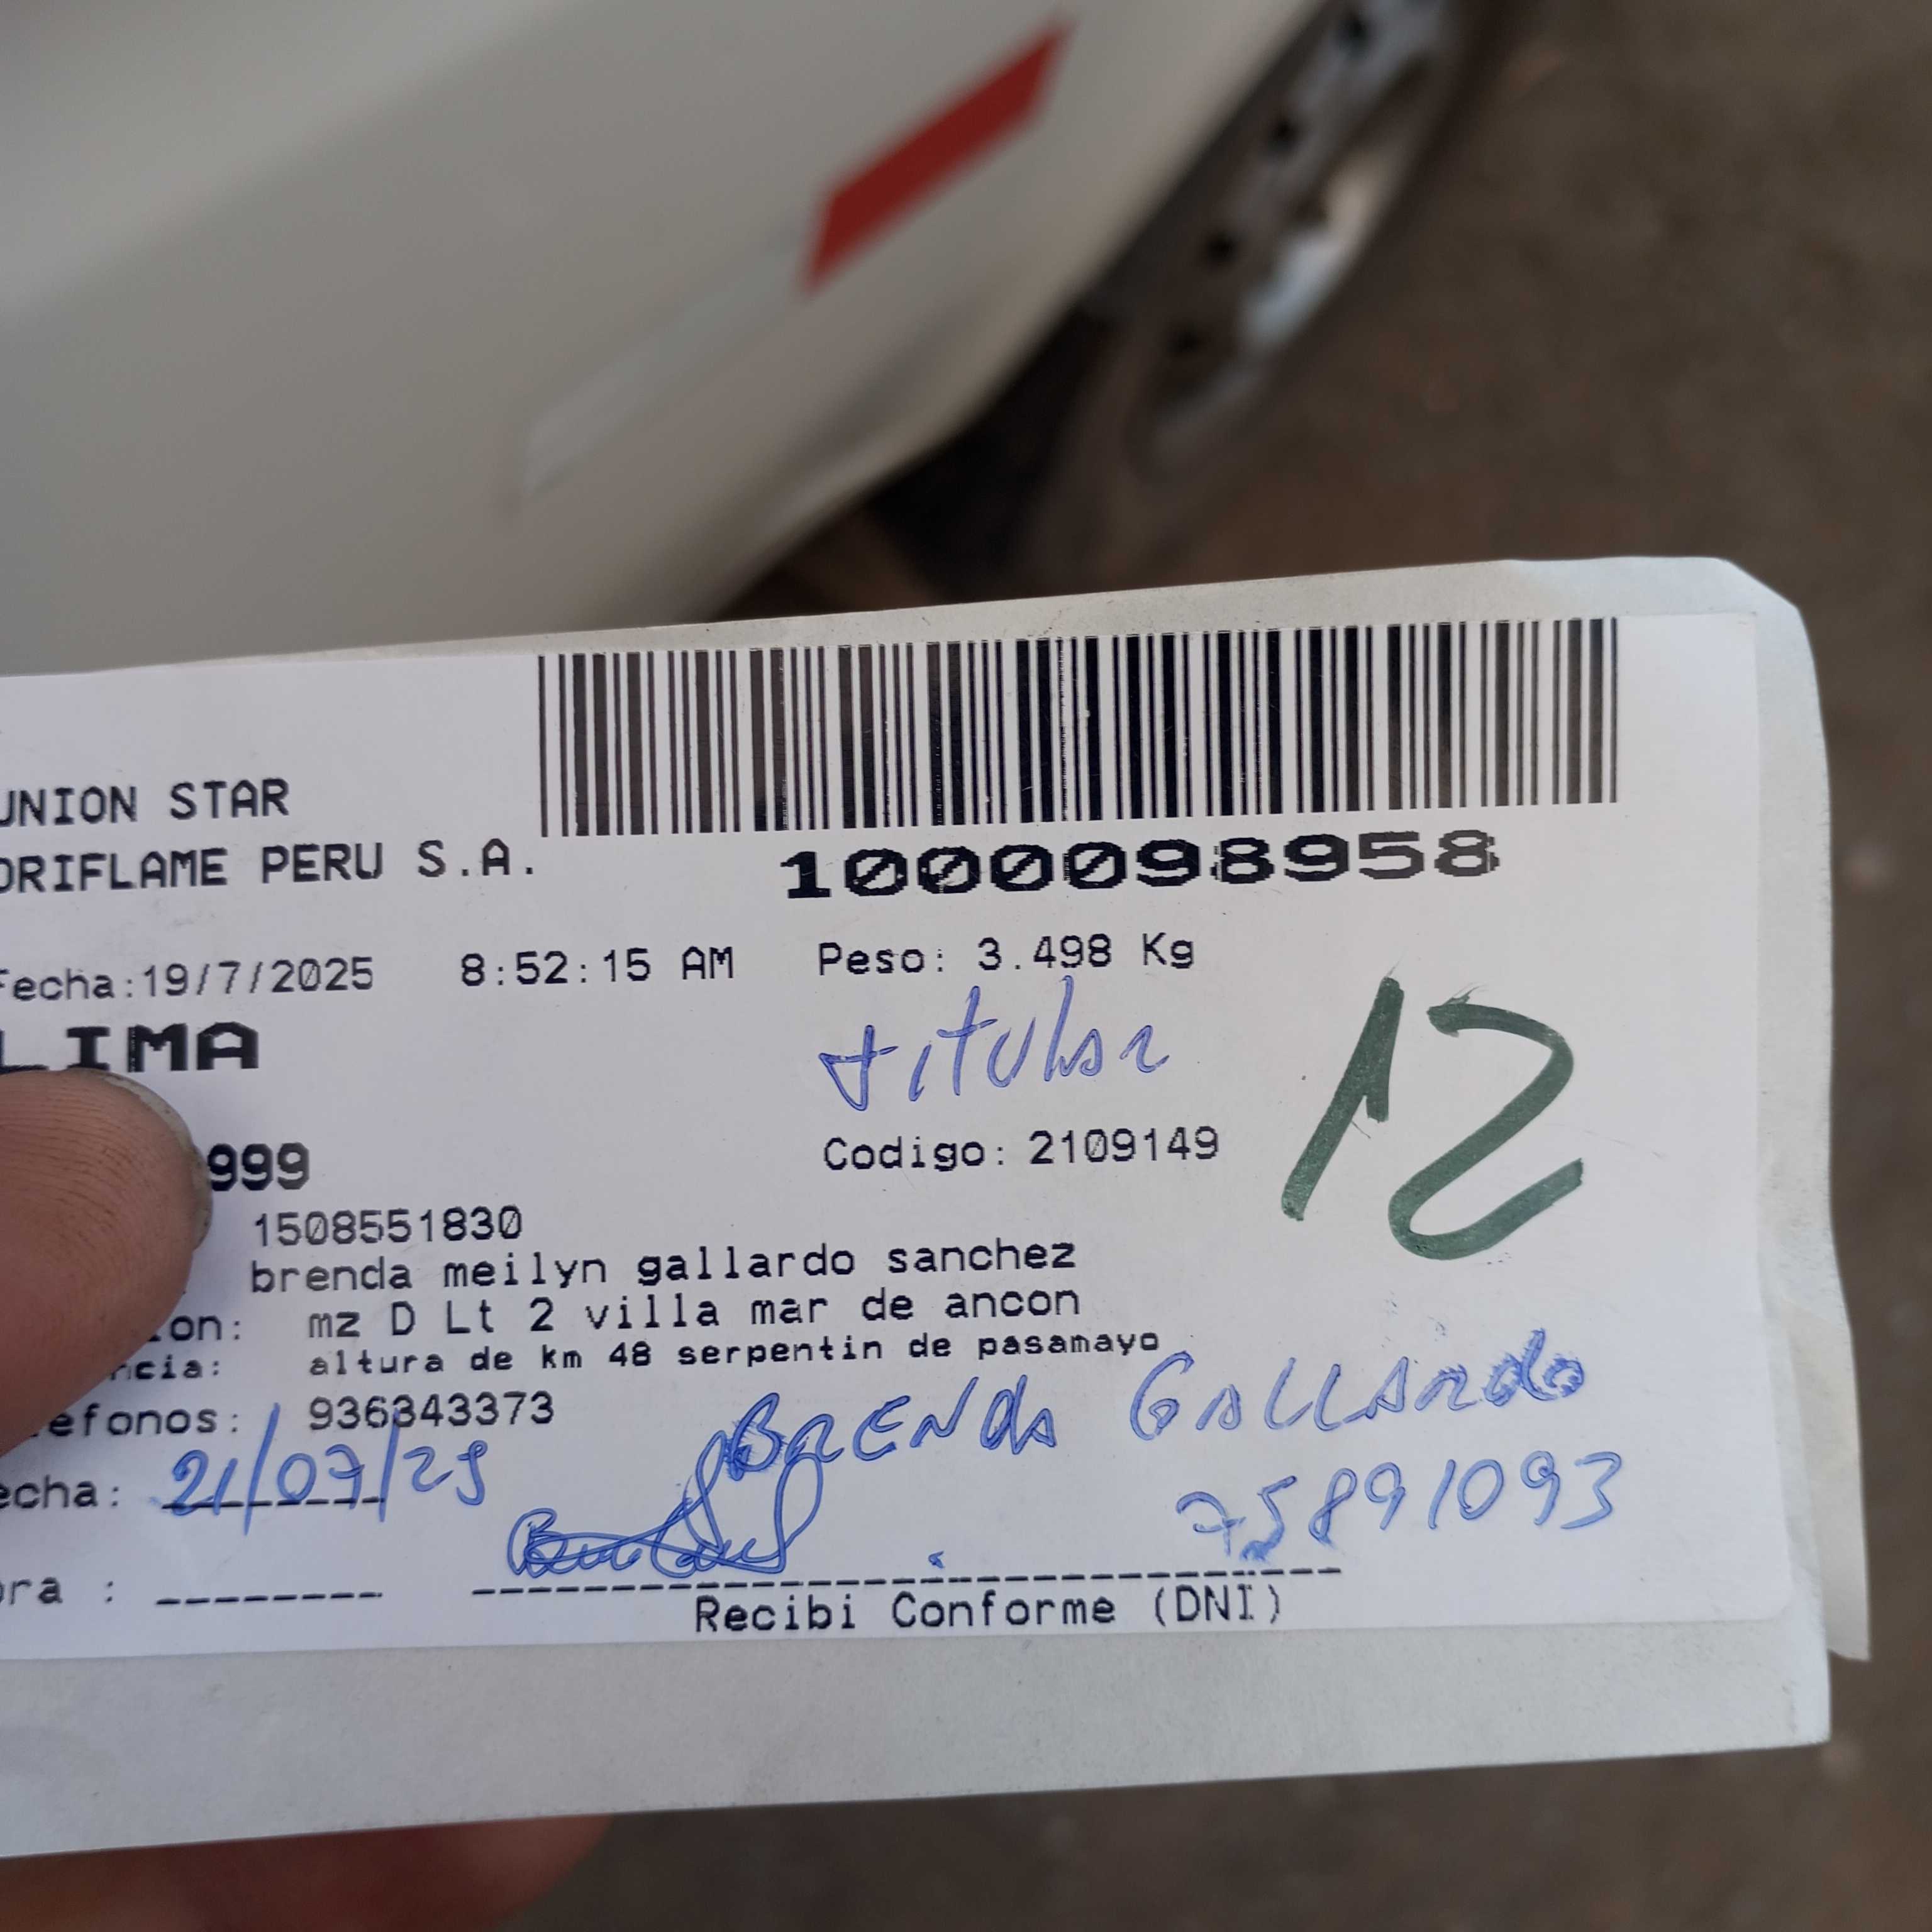 UNION STAR
ORIFLAME PERU S.A.
1000098958
Fecha:19/7/2025 8:52:15 AM Peso: 3.498 Kg
LIMA
titular
12
999
Codigo: 2109149
1508551830
brenda meilyn gallardo sanchez
ion: mz D Lt 2 villa mar de ancon
ncia: altura de km 48 serpentin de pasamayo
efonos: 936343373
BRENDA GALLARDO
echa: 21/07/25
75891093
ora :
Recibi Conforme (DNI)